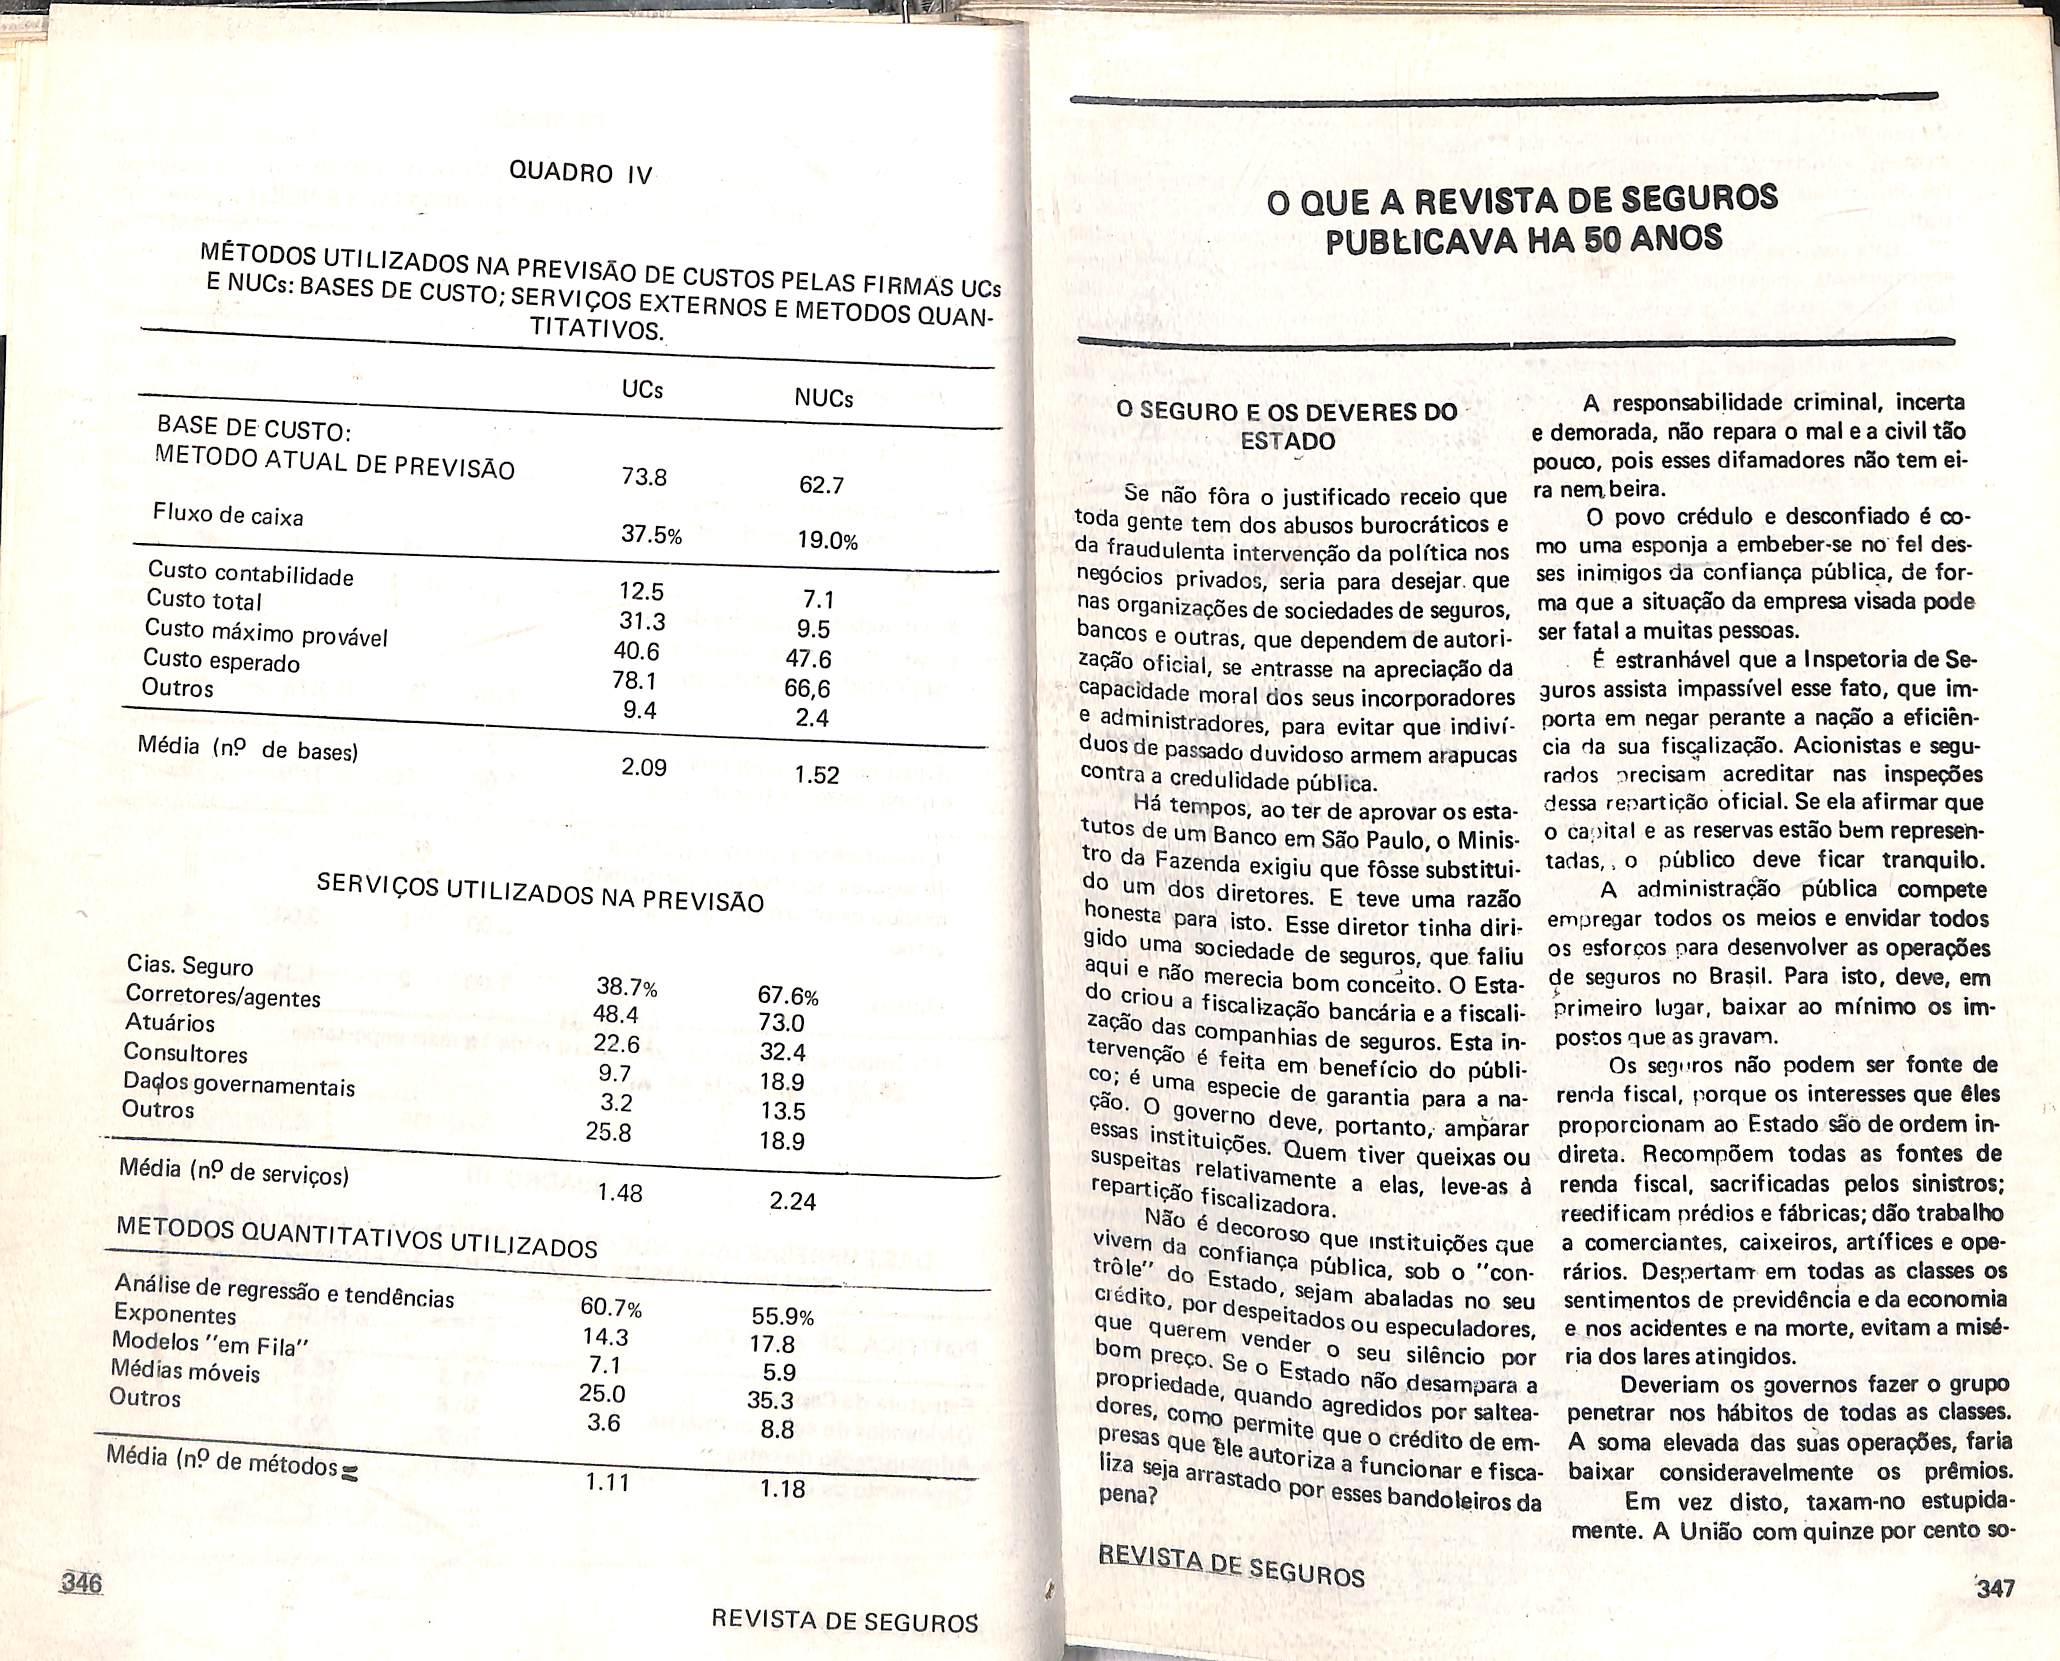 QUADRO IV
MÉTODOS UTILIZADOS NA PREVISÃO DE CUSTOS PELAS FIRMAS UCs
E NUCs: BASES DE CUSTO; SERVIÇOS EXTERNOS E METODOS QUAN-
TITATIVOS.
UCs NUCs
BASE DE CUSTO:
METODO ATUAL DE PREVISÃO 73.8 62.7
Fluxo de caixa 37.5% 19.0%
Custo contabilidade 12.5 7.1
Custo total 31.3 9.5
Custo máximo provável 40.6 47.6
Custo esperado 78.1 66,6
Outros 9.4 2.4
Média (nº de bases) 2.09 1.52
SERVIÇOS UTILIZADOS NA PREVISÃO
Cias. Seguro 38.7% 67.6%
Corretores/agentes 48.4 73.0
Atuários 22.6 32.4
Consultores 9.7 18.9
Dados governamentais 3.2 13.5
Outros 25.8 18.9
Média (nº de serviços) 1.48 2.24
METODOS QUANTITATIVOS UTILIZADOS
Análise de regressão e tendências 60.7% 55.9%
Exponentes 14.3 17.8
Modelos "em Fila" 7.1 5.9
Médias móveis 25.0 35.3
Outros 3.6 8.8
Média (nº de métodos 1.11 1.18
346
REVISTA DE SEGUROS
O QUE A REVISTA DE SEGUROS
PUBLICAVA HA 50 ANOS
O SEGURO E OS DEVERES DO
ESTADO
Se não fôra o justificado receio que
toda gente tem dos abusos burocráticos e
da fraudulenta intervenção da política nos
negócios privados, seria para desejar que
nas organizações de sociedades de seguros,
bancos e outras, que dependem de autori-
zação oficial, se entrasse na apreciação da
capacidade moral dos seus incorporadores
e administradores, para evitar que indiví-
duos de passado duvidoso armem arapucas
contra a credulidade pública.
Há tempos, ao ter de aprovar os esta-
tutos de um Banco em São Paulo, o Minis-
tro da Fazenda exigiu que fôsse substitui-
do um dos diretores. E teve uma razão
honesta para isto. Esse diretor tinha diri-
gido uma sociedade de seguros, que faliu
aqui e não merecia bom conceito. O Esta-
do criou a fiscalização bancária e a fiscali-
zação das companhias de seguros. Esta in-
tervenção é feita em benefício do públi-
co; é uma especie de garantia para a na-
ção. O governo deve, portanto, amparar
essas instituições. Quem tiver queixas ou
suspeitas relativamente a elas, leve-as à
repartição fiscalizadora.
Não é decoroso que instituições que
vivem da confiança pública, sob o "con-
trôle" do Estado, sejam abaladas no seu
crédito, por despeitados ou especuladores,
que querem vender o seu silêncio por
bom preço. Se o Estado não desampara a
propriedade, quando agredidos por saltea-
dores, como permite que o crédito de em-
presas que êle autoriza a funcionar e fisca-
liza seja arrastado por esses bandoleiros da
pena?
REVISTA DE SEGUROS
A responsabilidade criminal, incerta
e demorada, não repara o mal e a civil tão
pouco, pois esses difamadores não tem ei-
ra nem beira.
O povo crédulo e desconfiado é co-
mo uma esponja a embeber-se no fel des-
ses inimigos da confiança pública, de for-
ma que a situação da empresa visada pode
ser fatal a muitas pessoas.
É estranhável que a Inspetoria de Se-
guros assista impassível esse fato, que im-
porta em negar perante a nação a eficiên-
cia da sua fiscalização. Acionistas e segu-
rados precisam acreditar nas inspeções
dessa repartição oficial. Se ela afirmar que
o capital e as reservas estão bem represen-
tadas, o público deve ficar tranquilo.
A administração pública compete
empregar todos os meios e envidar todos
os esforços para desenvolver as operações
de seguros no Brasil. Para isto, deve, em
primeiro lugar, baixar ao mínimo os im-
postos que as gravam.
Os seguros não podem ser fonte de
renda fiscal, porque os interesses que êles
proporcionam ao Estado são de ordem in-
direta. Recompõem todas as fontes de
renda fiscal, sacrificadas pelos sinistros;
reedificam prédios e fábricas; dão trabalho
a comerciantes, caixeiros, artífices e ope-
rários. Despertam em todas as classes os
sentimentos de previdência e da economia
e nos acidentes e na morte, evitam a misé-
ria dos lares atingidos.
Deveriam os governos fazer o grupo
penetrar nos hábitos de todas as classes.
A soma elevada das suas operações, faria
baixar consideravelmente os prêmios.
Em vez disto, taxam-no estupida-
mente. A União com quinze por cento so-
347